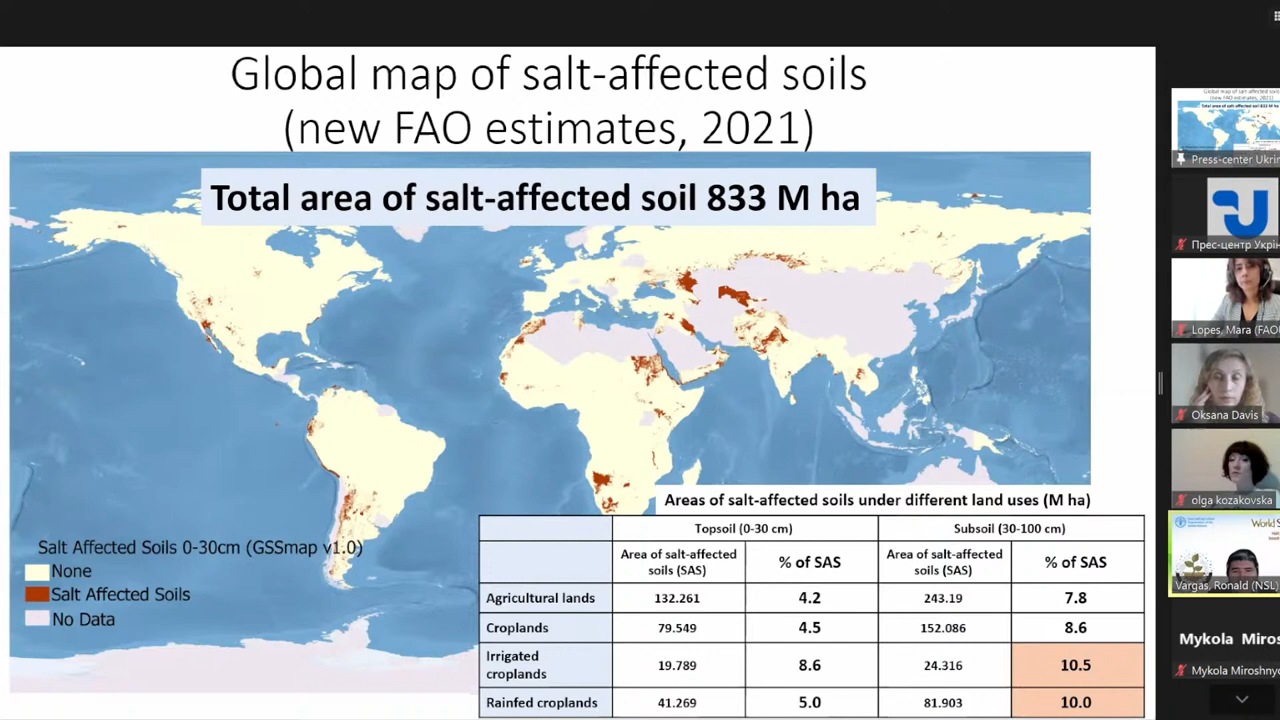 Global map of salt-affected soils
(new FAO estimates, 2021)
Total area of salt-affected soil 833 M ha
Salt Affected Soils 0-30cm (GSSmap v1.0)
None
Salt Affected Soils
No Data
Areas of salt-affected soils under different land uses (M ha)
Topsoil (0-30 cm) Subsoil (30-100 cm)
Area of salt-affected soils (SAS) % of SAS Area of salt-affected soils (SAS) % of SAS
Agricultural lands 132.261 4.2 243.19 7.8
Croplands 79.549 4.5 152.086 8.6
Irrigated croplands 19.789 8.6 24.316 10.5
Rainfed croplands 41.269 5.0 81.903 10.0
Press-center Ukrin
Прес-центр Укрін
Lopes, Mara (FAO
Oksana Davis
olga kozakovska
World S
Vargas, Ronald (NSL)
Mykola Miros
Mykola Miroshnyc